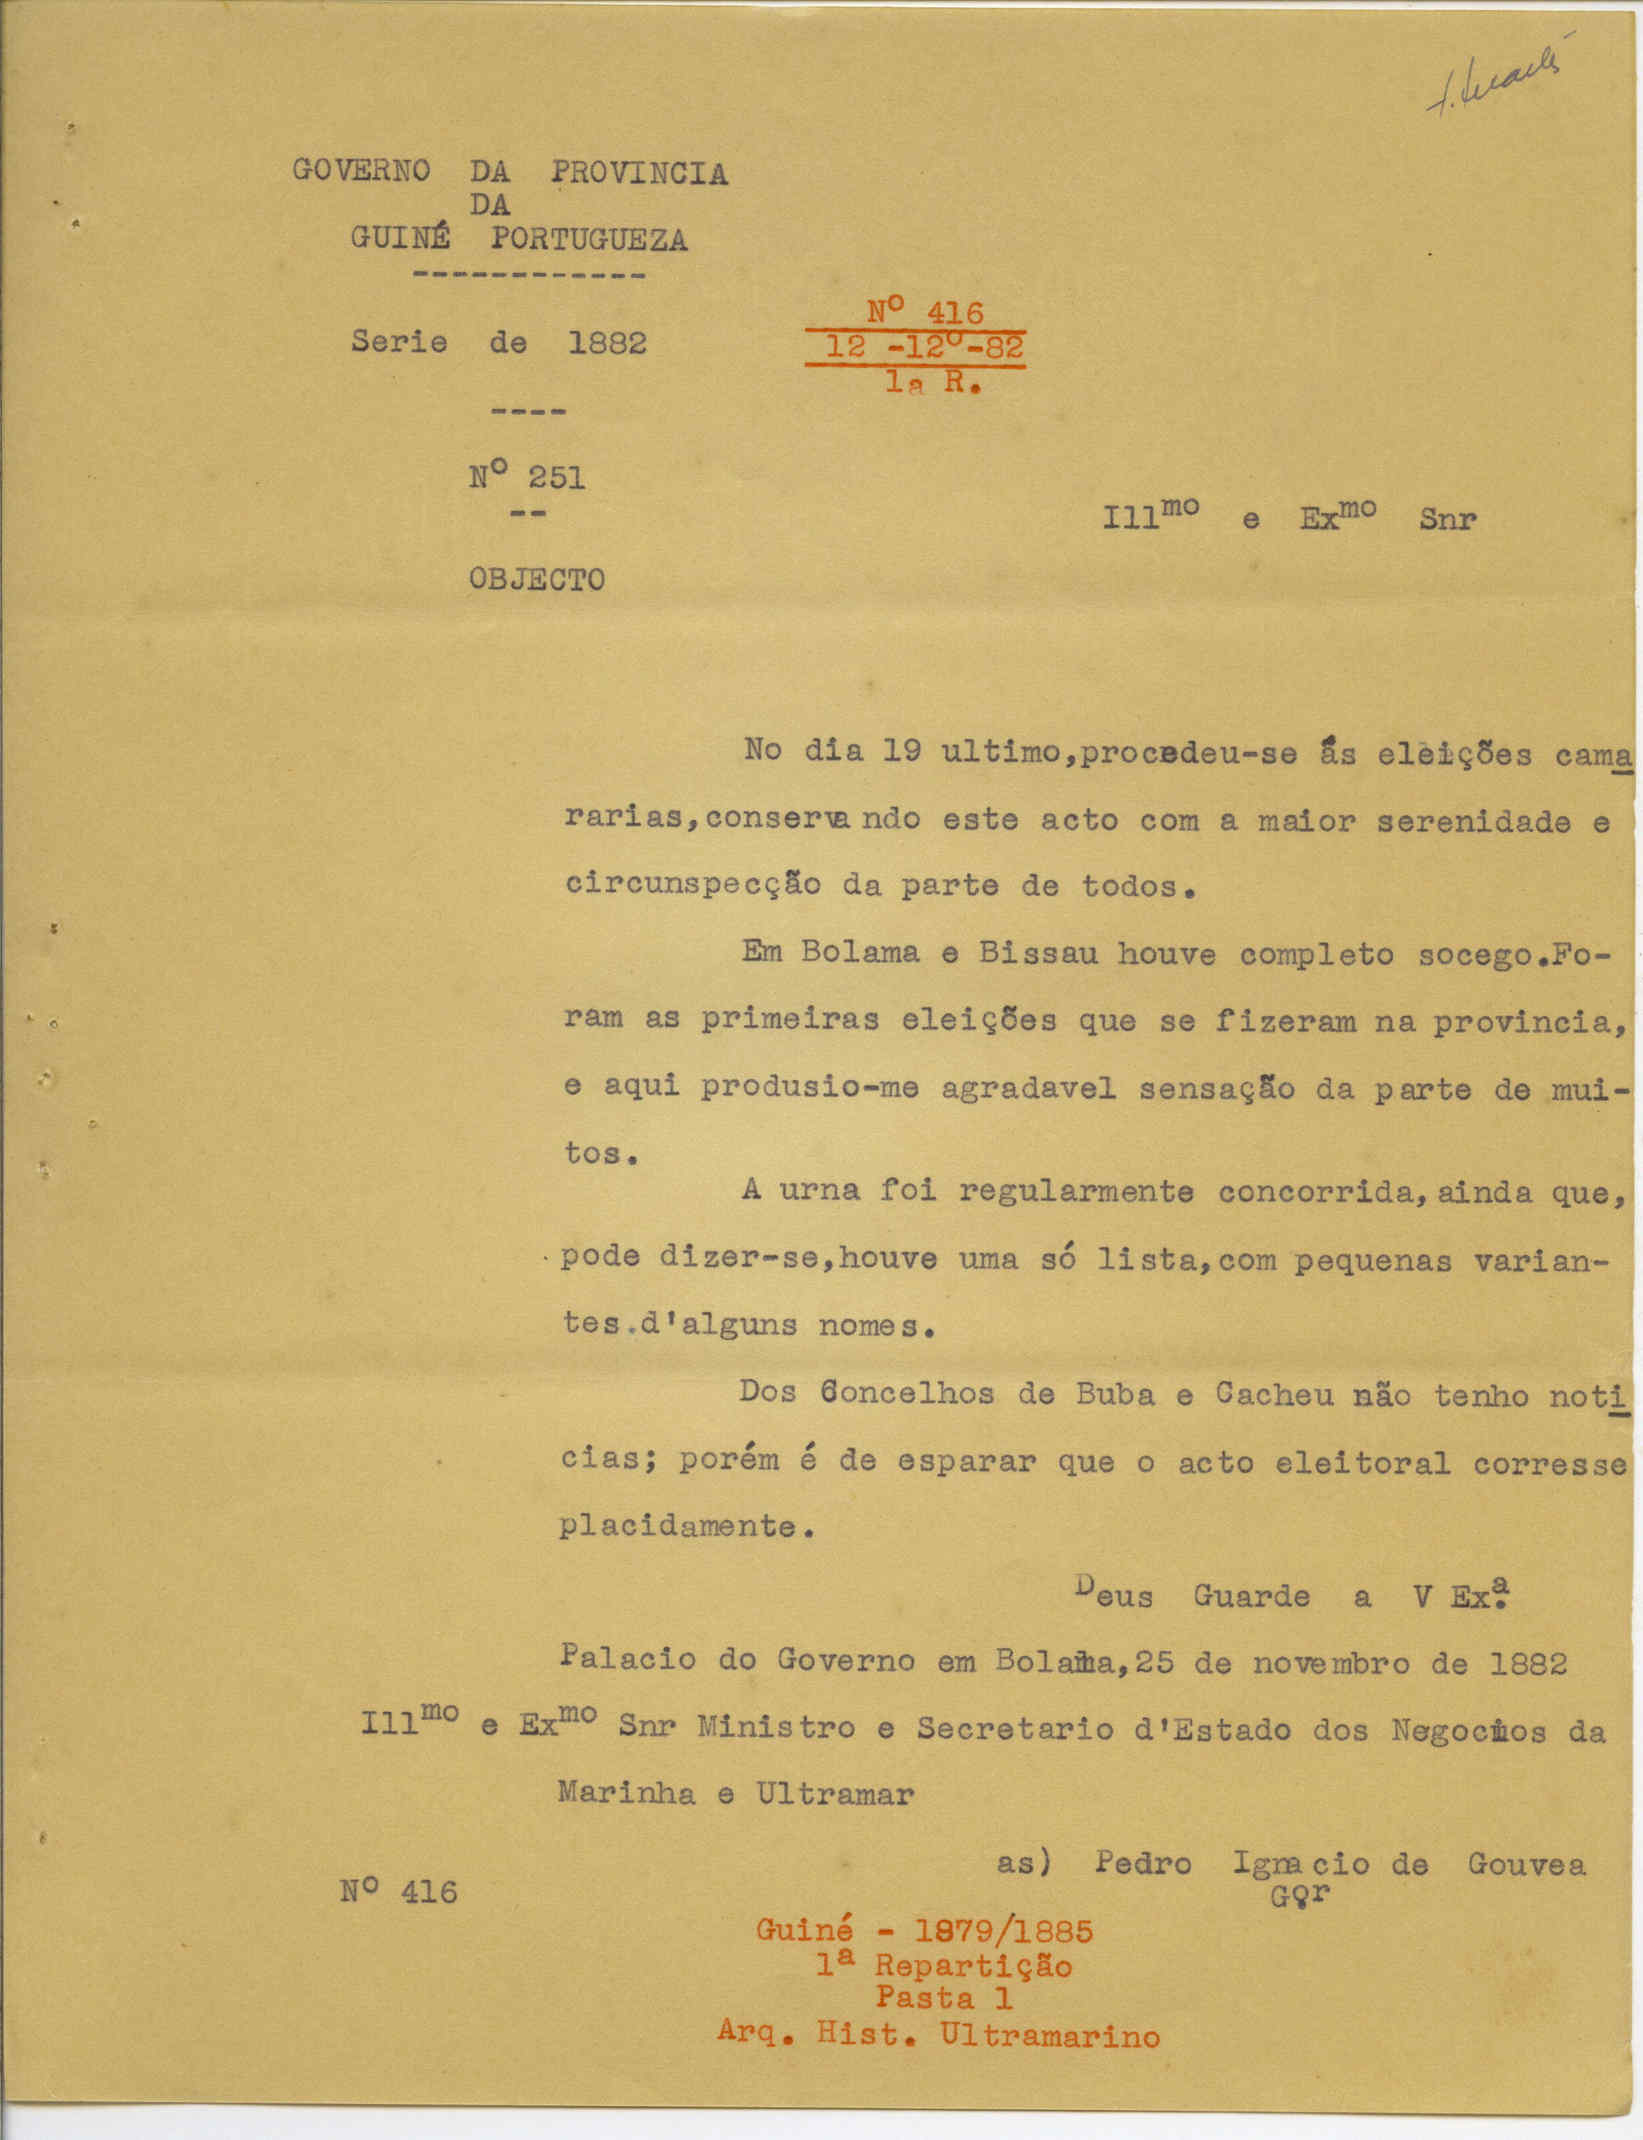 GOVERNO DA PROVINCIA
DA
GUINÉ PORTUGUEZA
------------
Serie de 1882
----
Nº 251
--
OBJECTO
Nº 416
12 -12º-82
1a R.
Illmo e Exmo Snr
No dia 19 ultimo,procedeu-se ás eleições cama
rarias,conservando este acto com a maior serenidade e
circunspecção da parte de todos.
Em Bolama e Bissau houve completo socego.Fo-
ram as primeiras eleições que se fizeram na provincia,
e aqui produsio-me agradavel sensação da parte de mui-
tos.
A urna foi regularmente concorrida,ainda que,
pode dizer-se,houve uma só lista,com pequenas varian-
tes.d'alguns nomes.
Dos Concelhos de Buba e Cacheu não tenho noti
cias; porém é de esparar que o acto eleitoral corresse
placidamente.
Deus Guarde a V Exª.
Palacio do Governo em Bolama,25 de novembro de 1882
Illmo e Exmo Snr Ministro e Secretario d'Estado dos Negocios da
Marinha e Ultramar
as) Pedro Ignacio de Gouvea
Gor
Nº 416
Guiné - 1879/1885
1ª Repartição
Pasta 1
Arq. Hist. Ultramarino